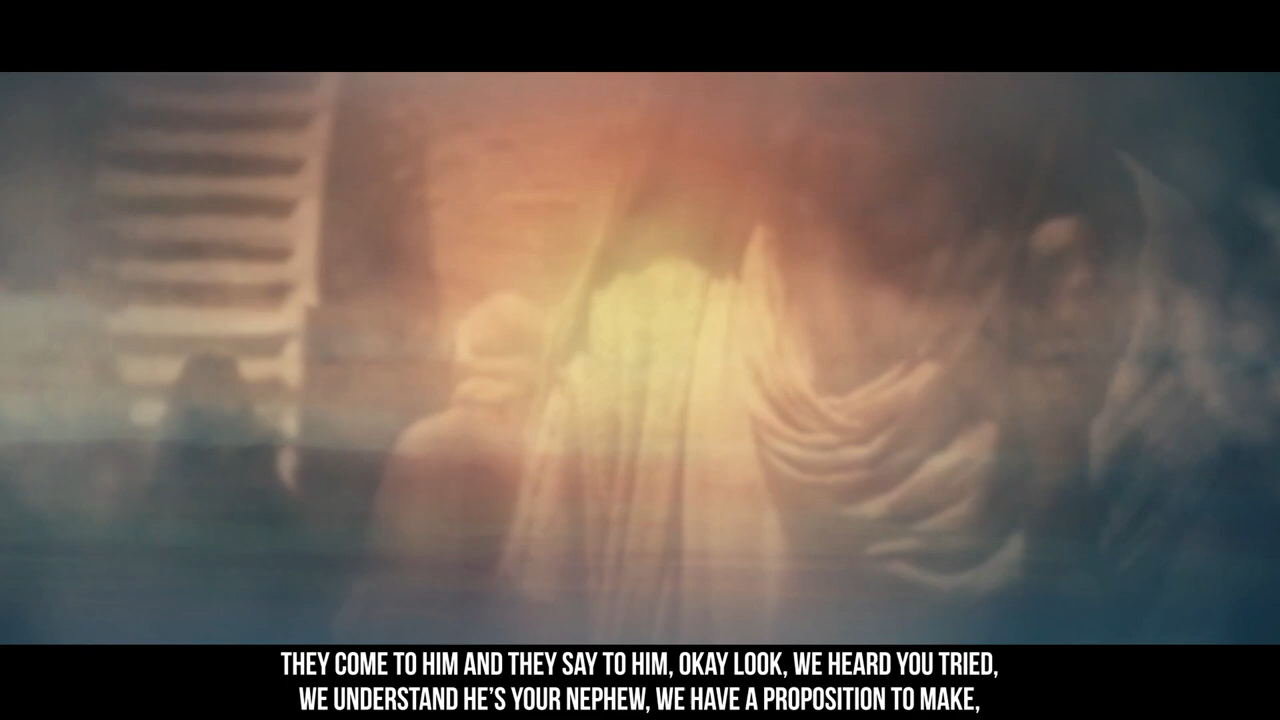 THEY COME TO HIM AND THEY SAY TO HIM, OKAY LOOK, WE HEARD YOU TRIED,
WE UNDERSTAND HE’S YOUR NEPHEW, WE HAVE A PROPOSITION TO MAKE,